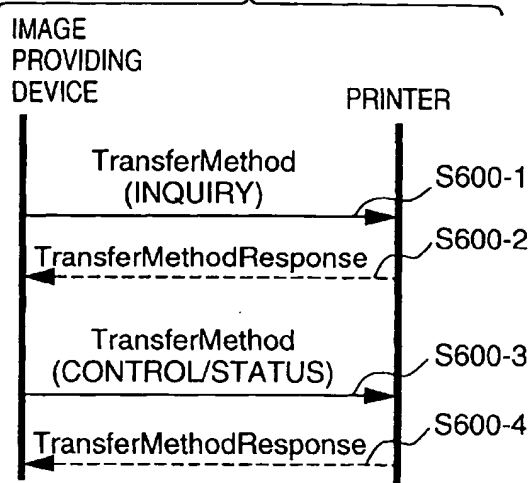 IMAGE
PROVIDING
DEVICE
PRINTER
TransferMethod
(INQUIRY)
S600-1
TransferMethodResponse
S600-2
TransferMethod
(CONTROL/STATUS)
S600-3
TransferMethodResponse
S600-4